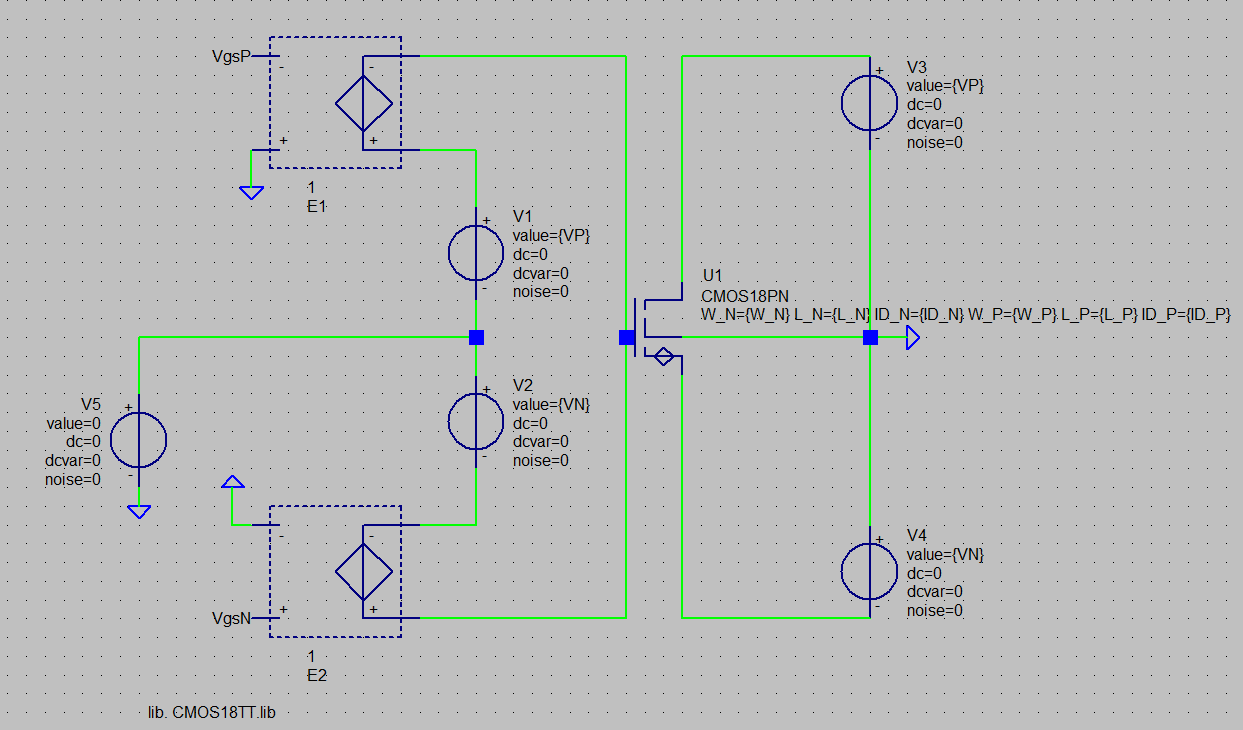 VgsP
-
+
-
+
1
E1
+
-
V1
value={VP}
dc=0
dcvar=0
noise=0
+
-
V3
value={VP}
dc=0
dcvar=0
noise=0
U1
CMOS18PN
W_N={W_N} L_N={L_N} ID_N={ID_N} W_P={W_P} L_P={L_P} ID_P={ID_P}
V5
value=0
dc=0
dcvar=0
noise=0
+
-
+
-
V2
value={VN}
dc=0
dcvar=0
noise=0
VgsN
-
+
-
+
1
E2
+
-
V4
value={VN}
dc=0
dcvar=0
noise=0
lib. CMOS18TT.lib